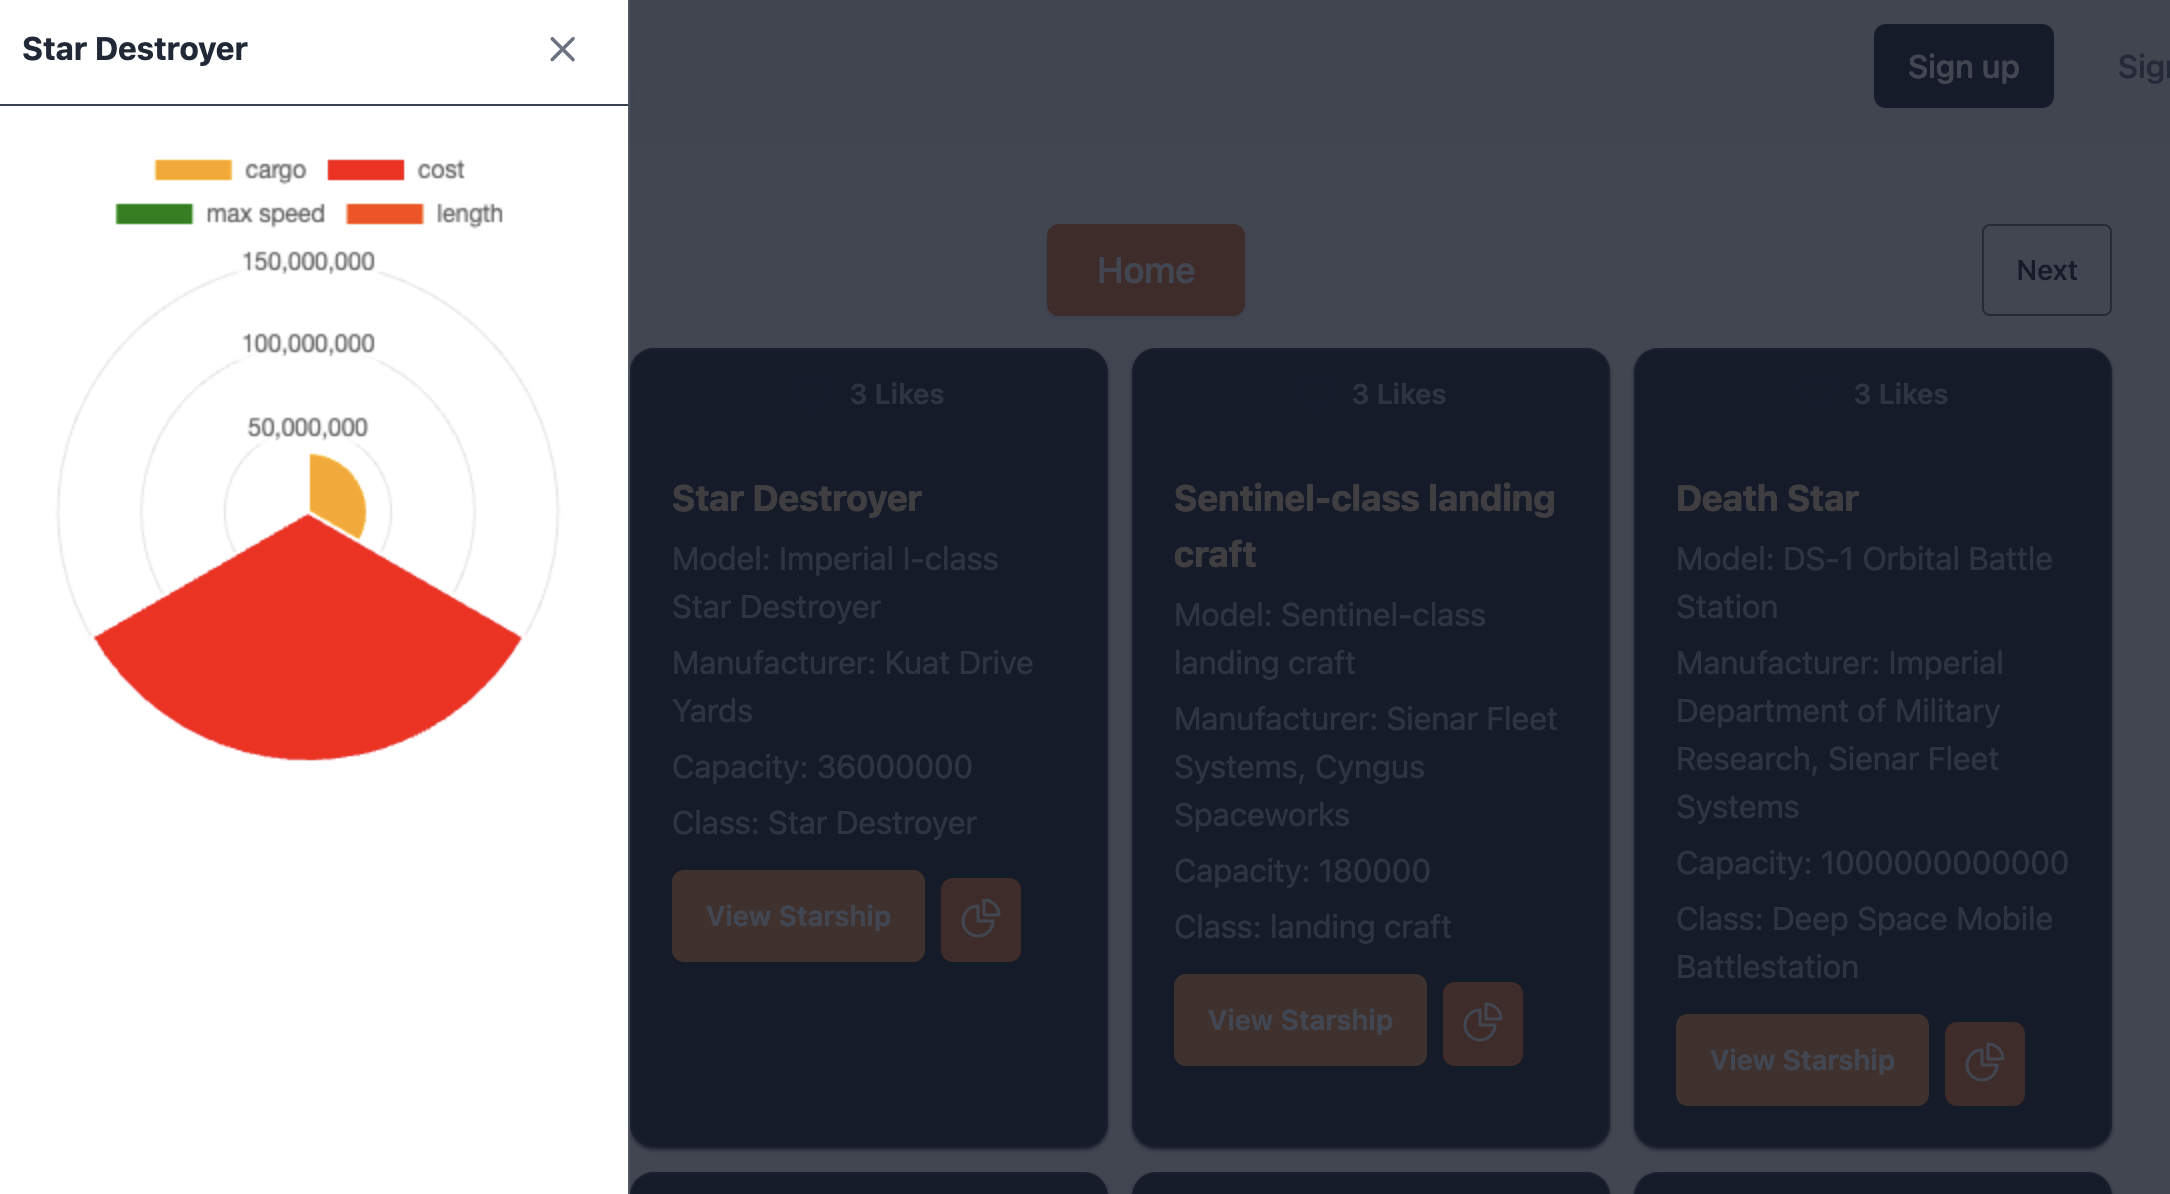 Star Destroyer
cargo cost
max speed length
150,000,000
100,000,000
50,000,000
Sign up
Sig
Home
Next
3 Likes
Star Destroyer
Model: Imperial I-class
Star Destroyer
Manufacturer: Kuat Drive
Yards
Capacity: 36000000
Class: Star Destroyer
View Starship
3 Likes
Sentinel-class landing
craft
Model: Sentinel-class
landing craft
Manufacturer: Sienar Fleet
Systems, Cyngus
Spaceworks
Capacity: 180000
Class: landing craft
View Starship
3 Likes
Death Star
Model: DS-1 Orbital Battle
Station
Manufacturer: Imperial
Department of Military
Research, Sienar Fleet
Systems
Capacity: 1000000000000
Class: Deep Space Mobile
Battlestation
View Starship